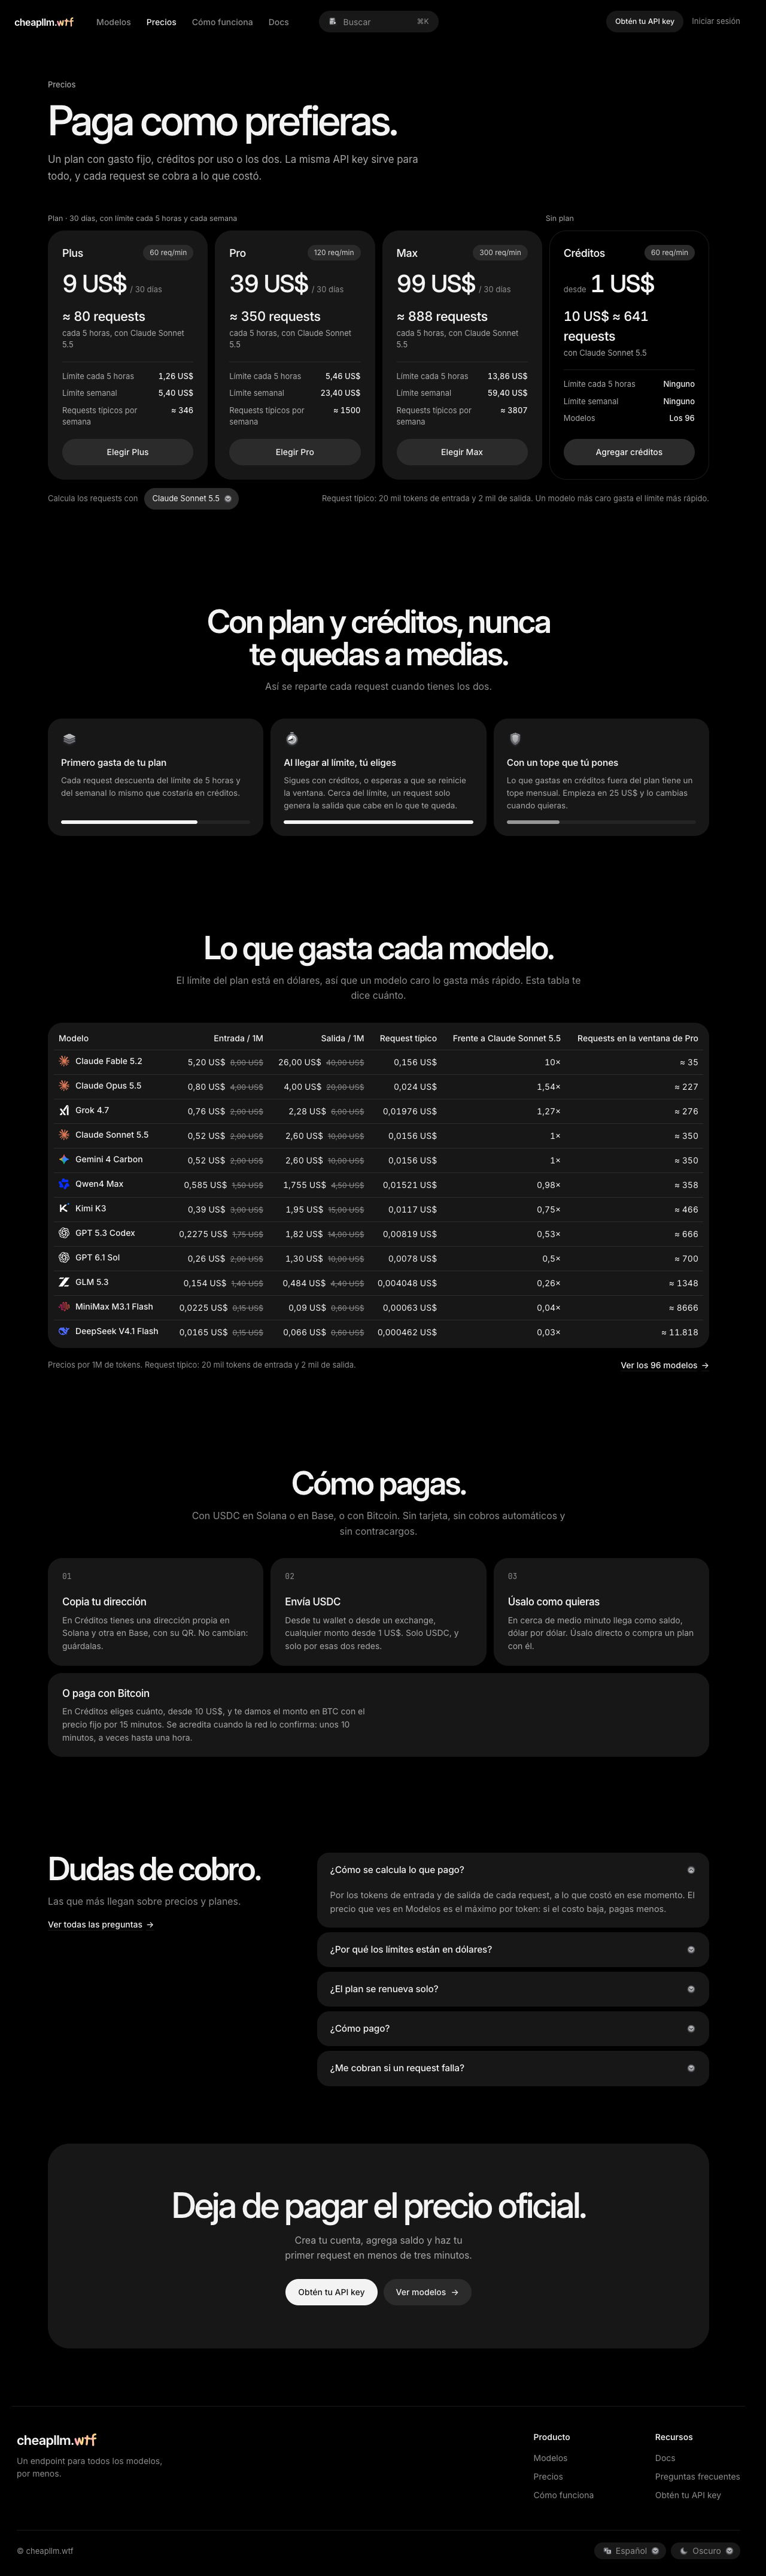 cheapllm.wtf
Modelos
Precios
Cómo funciona
Docs
Buscar
⌘K
Obtén tu API key
Iniciar sesión
Precios
Paga como prefieras.
Un plan con gasto fijo, créditos por uso o los dos. La misma API key sirve para
todo, y cada request se cobra a lo que costó.
Plan · 30 días, con límite cada 5 horas y cada semana
Sin plan
Plus
60 req/min
9 US$ / 30 días
≈ 80 requests
cada 5 horas, con Claude Sonnet
5.5
Límite cada 5 horas 1,26 US$
Límite semanal 5,40 US$
Requests típicos por ≈ 346
semana
Elegir Plus
Pro
120 req/min
39 US$ / 30 días
≈ 350 requests
cada 5 horas, con Claude Sonnet
5.5
Límite cada 5 horas 5,46 US$
Límite semanal 23,40 US$
Requests típicos por ≈ 1500
semana
Elegir Pro
Max
300 req/min
99 US$ / 30 días
≈ 888 requests
cada 5 horas, con Claude Sonnet
5.5
Límite cada 5 horas 13,86 US$
Límite semanal 59,40 US$
Requests típicos por ≈ 3807
semana
Elegir Max
Créditos
60 req/min
desde 1 US$
10 US$ ≈ 641
requests
con Claude Sonnet 5.5
Límite cada 5 horas Ninguno
Límite semanal Ninguno
Modelos Los 96
Agregar créditos
Calcula los requests con Claude Sonnet 5.5
Request típico: 20 mil tokens de entrada y 2 mil de salida. Un modelo más caro gasta el límite más rápido.
Con plan y créditos, nunca
te quedas a medias.
Así se reparte cada request cuando tienes los dos.
Primero gasta de tu plan
Cada request descuenta del límite de 5 horas y
del semanal lo mismo que costaría en créditos.
Al llegar al límite, tú eliges
Sigues con créditos, o esperas a que se reinicie
la ventana. Cerca del límite, un request solo
genera la salida que cabe en lo que te queda.
Con un tope que tú pones
Lo que gastas en créditos fuera del plan tiene un
tope mensual. Empieza en 25 US$ y lo cambias
cuando quieras.
Lo que gasta cada modelo.
El límite del plan está en dólares, así que un modelo caro lo gasta más rápido. Esta tabla te
dice cuánto.
Modelo Entrada / 1M Salida / 1M Request típico Frente a Claude Sonnet 5.5 Requests en la ventana de Pro
Claude Fable 5.2 5,20 US$ 8,00 US$ 26,00 US$ 40,00 US$ 0,156 US$ 10× ≈ 35
Claude Opus 5.5 0,80 US$ 4,00 US$ 4,00 US$ 20,00 US$ 0,024 US$ 1,54× ≈ 227
Grok 4.7 0,76 US$ 2,00 US$ 2,28 US$ 6,00 US$ 0,01976 US$ 1,27× ≈ 276
Claude Sonnet 5.5 0,52 US$ 2,00 US$ 2,60 US$ 10,00 US$ 0,0156 US$ 1× ≈ 350
Gemini 4 Carbon 0,52 US$ 2,00 US$ 2,60 US$ 10,00 US$ 0,0156 US$ 1× ≈ 350
Qwen4 Max 0,585 US$ 1,50 US$ 1,755 US$ 4,50 US$ 0,01521 US$ 0,98× ≈ 358
Kimi K3 0,39 US$ 3,00 US$ 1,95 US$ 15,00 US$ 0,0117 US$ 0,75× ≈ 466
GPT 5.3 Codex 0,2275 US$ 1,75 US$ 1,82 US$ 14,00 US$ 0,00819 US$ 0,53× ≈ 666
GPT 6.1 Sol 0,26 US$ 2,00 US$ 1,30 US$ 10,00 US$ 0,0078 US$ 0,5× ≈ 700
GLM 5.3 0,154 US$ 1,40 US$ 0,484 US$ 4,40 US$ 0,004048 US$ 0,26× ≈ 1348
MiniMax M3.1 Flash 0,0225 US$ 0,15 US$ 0,09 US$ 0,60 US$ 0,00063 US$ 0,04× ≈ 8666
DeepSeek V4.1 Flash 0,0165 US$ 0,15 US$ 0,066 US$ 0,60 US$ 0,000462 US$ 0,03× ≈ 11.818
Precios por 1M de tokens. Request típico: 20 mil tokens de entrada y 2 mil de salida.
Ver los 96 modelos →
Cómo pagas.
Con USDC en Solana o en Base, o con Bitcoin. Sin tarjeta, sin cobros automáticos y
sin contracargos.
01
Copia tu dirección
En Créditos tienes una dirección propia en
Solana y otra en Base, con su QR. No cambian:
guárdalas.
02
Envía USDC
Desde tu wallet o desde un exchange,
cualquier monto desde 1 US$. Solo USDC, y
solo por esas dos redes.
03
Úsalo como quieras
En cerca de medio minuto llega como saldo,
dólar por dólar. Úsalo directo o compra un plan
con él.
O paga con Bitcoin
En Créditos eliges cuánto, desde 10 US$, y te damos el monto en BTC con el
precio fijo por 15 minutos. Se acredita cuando la red lo confirma: unos 10
minutos, a veces hasta una hora.
Dudas de cobro.
Las que más llegan sobre precios y planes.
Ver todas las preguntas →
¿Cómo se calcula lo que pago?
Por los tokens de entrada y de salida de cada request, a lo que costó en ese momento. El
precio que ves en Modelos es el máximo por token: si el costo baja, pagas menos.
¿Por qué los límites están en dólares?
¿El plan se renueva solo?
¿Cómo pago?
¿Me cobran si un request falla?
Deja de pagar el precio oficial.
Crea tu cuenta, agrega saldo y haz tu
primer request en menos de tres minutos.
Obtén tu API key
Ver modelos →
cheapllm.wtf
Un endpoint para todos los modelos,
por menos.
Producto
Modelos
Precios
Cómo funciona
Recursos
Docs
Preguntas frecuentes
Obtén tu API key
© cheapllm.wtf
Español
Oscuro